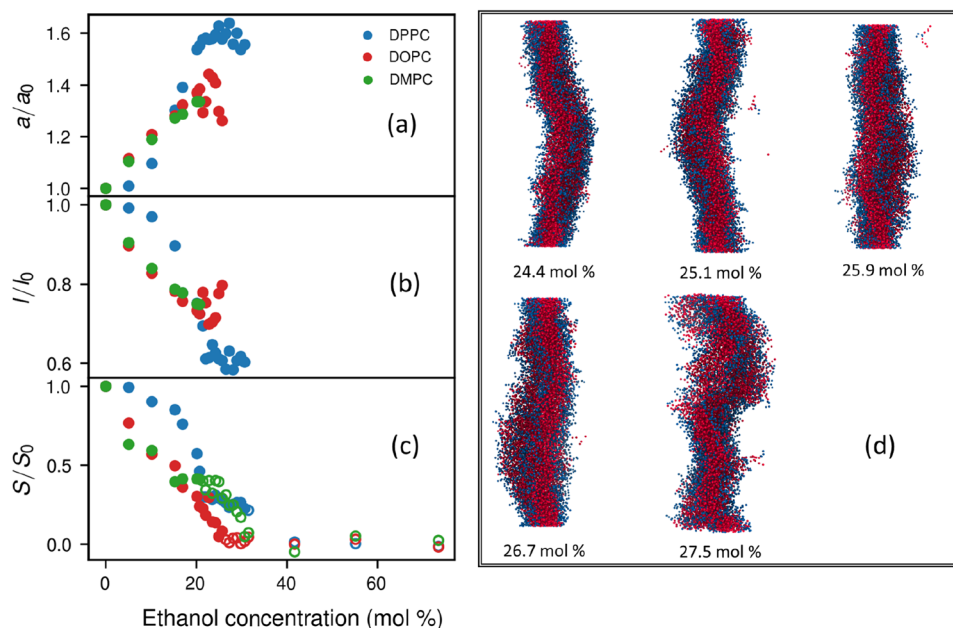 a/a0
1.6
1.4
1.2
1.0
DPPC
DOPC
DMPC
(a)
l/l0
1.0
0.8
0.6
(b)
S/S0
1.0
0.5
0.0
(c)
0 20 40 60
Ethanol concentration (mol %)
24.4 mol % 25.1 mol % 25.9 mol %
26.7 mol % 27.5 mol %
(d)